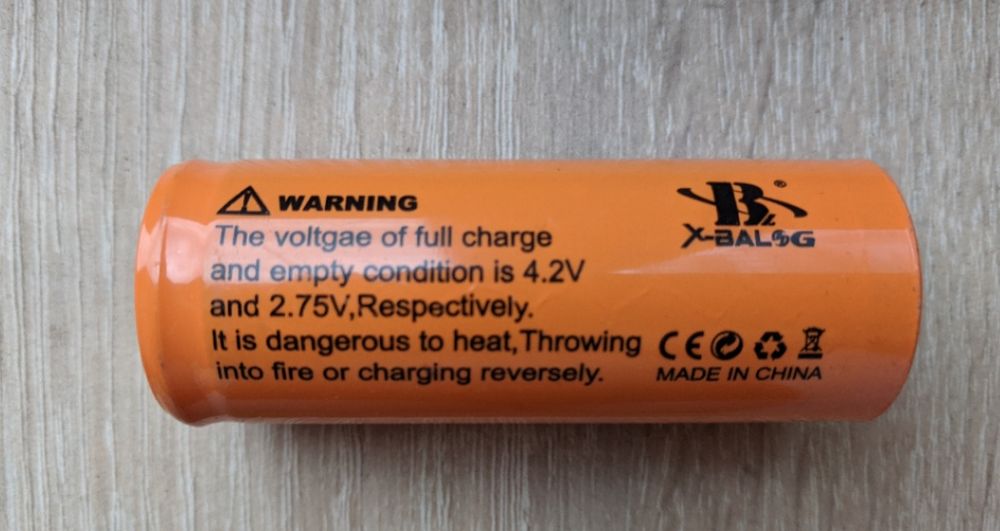 WARNING
The voltgae of full charge
and empty condition is 4.2V
and 2.75V,Respectively.
It is dangerous to heat,Throwing
into fire or charging reversely.
B ®
X-BALOG
CE
MADE IN CHINA